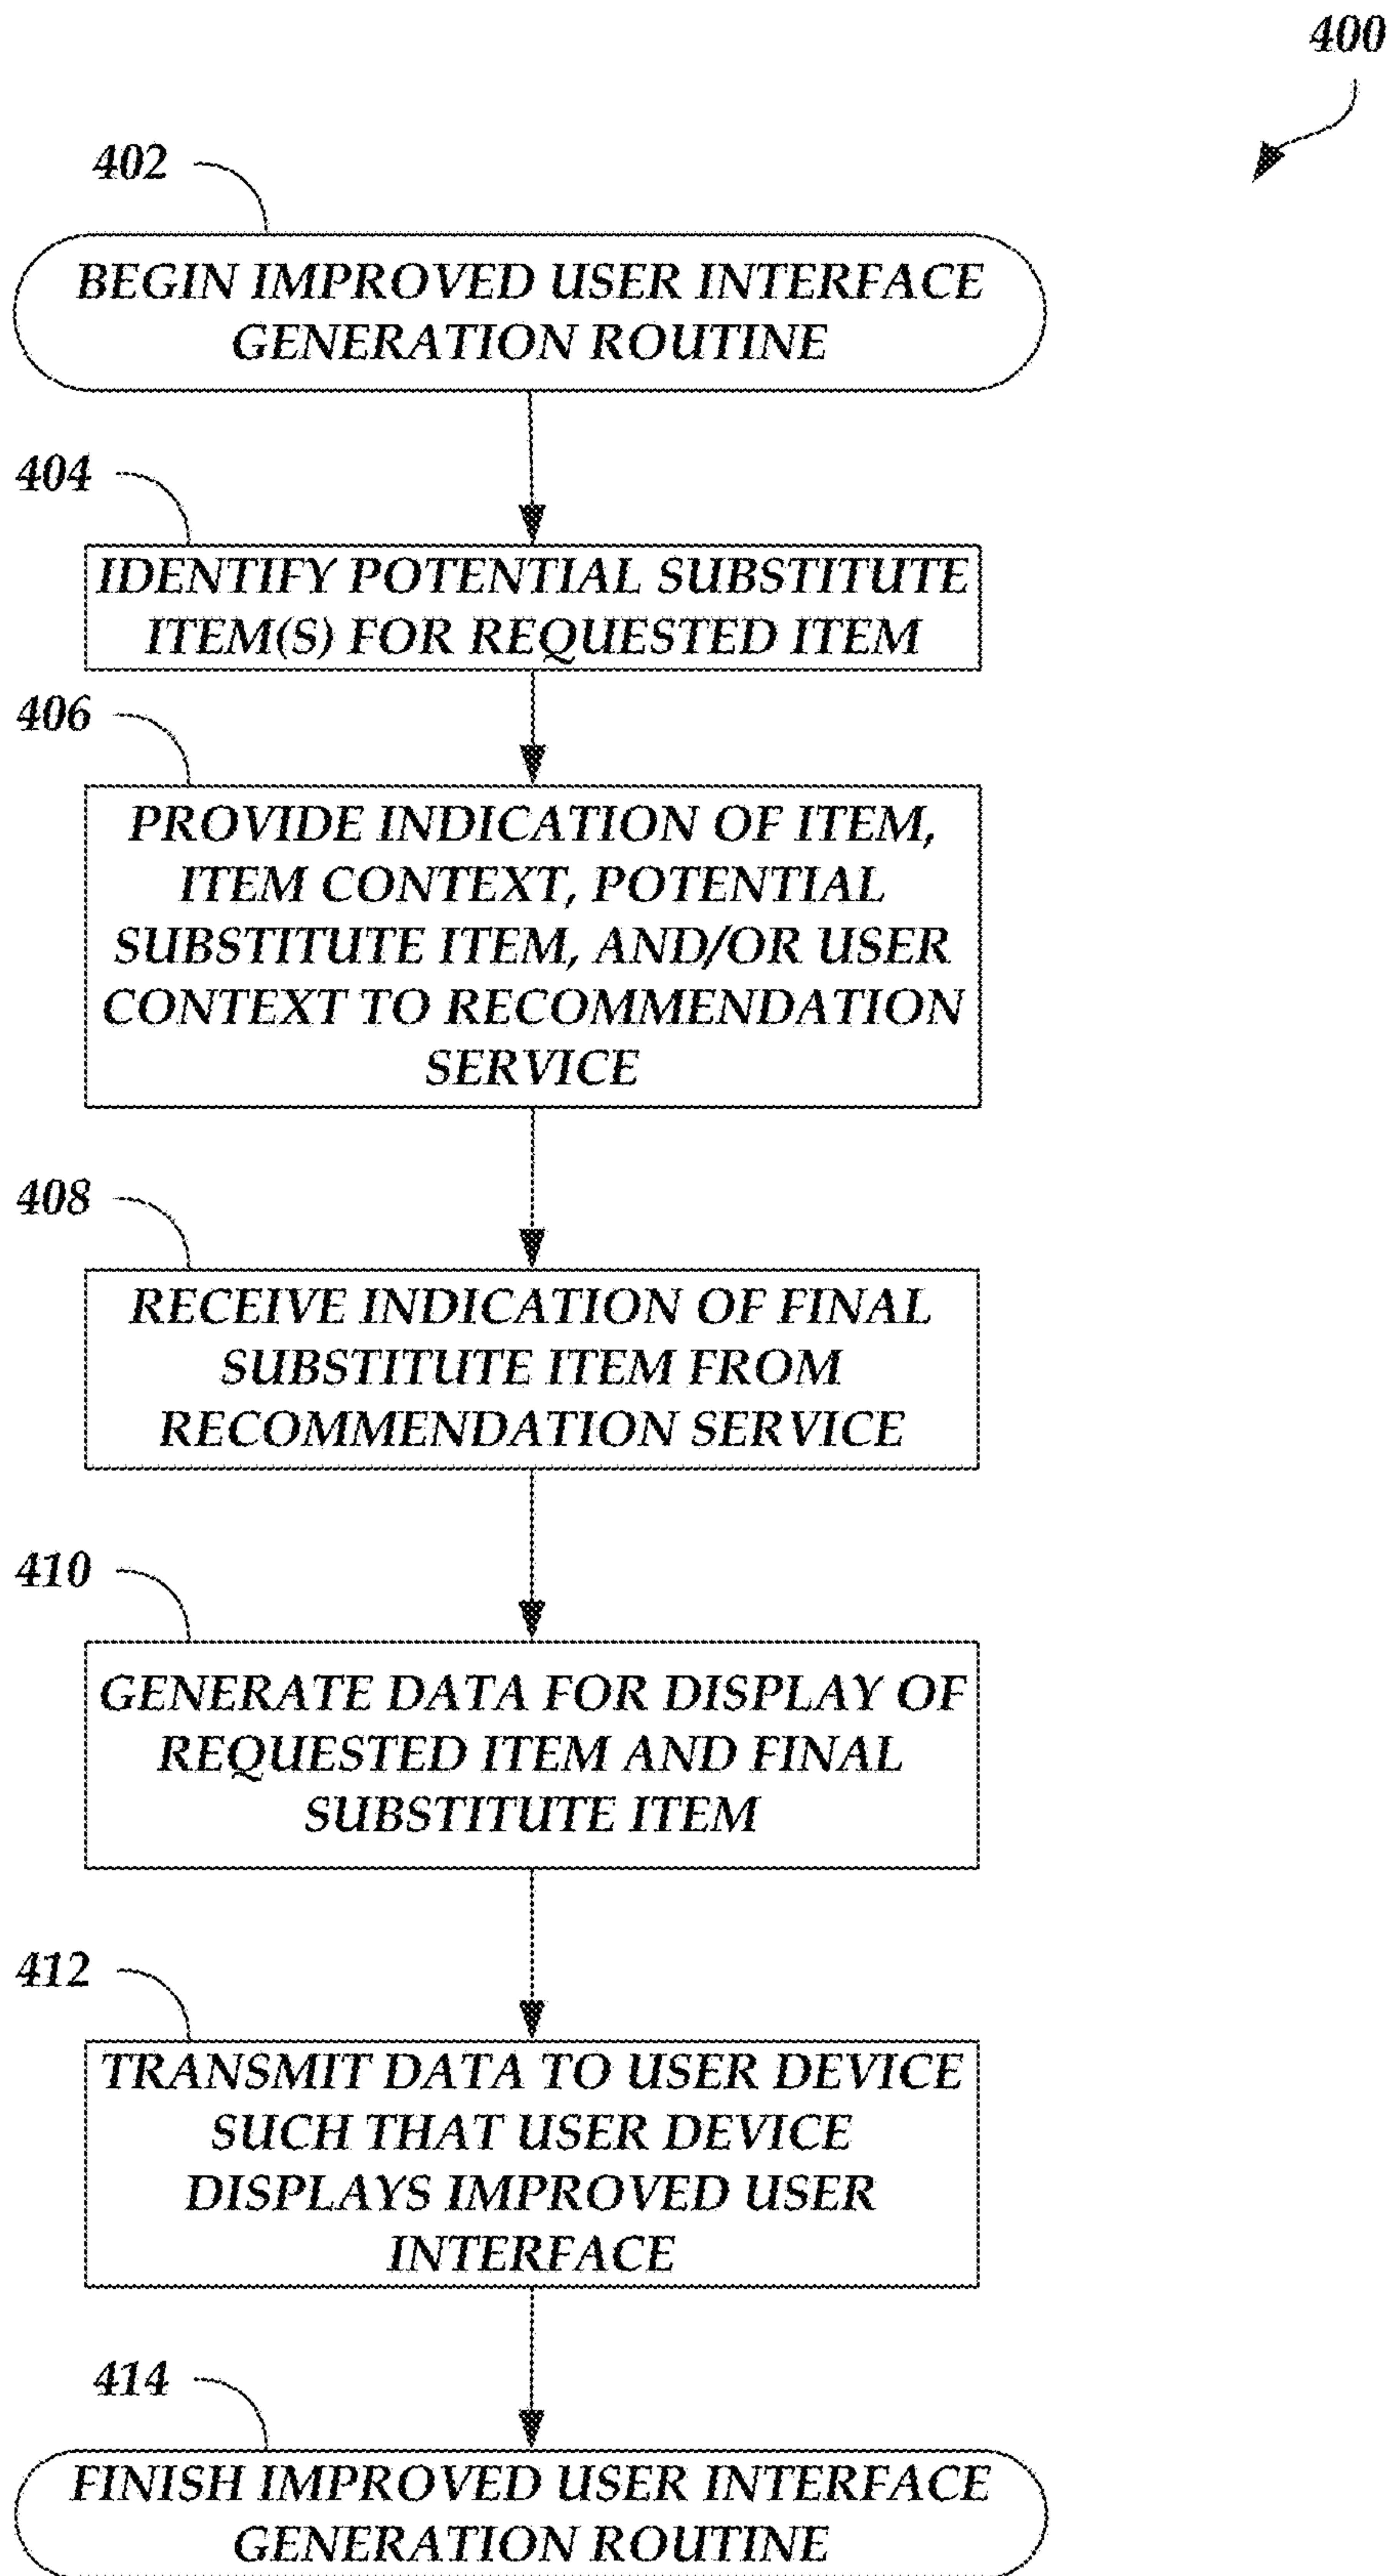 400
402
BEGIN IMPROVED USER INTERFACE
GENERATION ROUTINE
404
IDENTIFY POTENTIAL SUBSTITUTE
ITEM(S) FOR REQUESTED ITEM
406
PROVIDE INDICATION OF ITEM,
ITEM CONTEXT, POTENTIAL
SUBSTITUTE ITEM, AND/OR USER
CONTEXT TO RECOMMENDATION
SERVICE
408
RECEIVE INDICATION OF FINAL
SUBSTITUTE ITEM FROM
RECOMMENDATION SERVICE
410
GENERATE DATA FOR DISPLAY OF
REQUESTED ITEM AND FINAL
SUBSTITUTE ITEM
412
TRANSMIT DATA TO USER DEVICE
SUCH THAT USER DEVICE
DISPLAYS IMPROVED USER
INTERFACE
414
FINISH IMPROVED USER INTERFACE
GENERATION ROUTINE